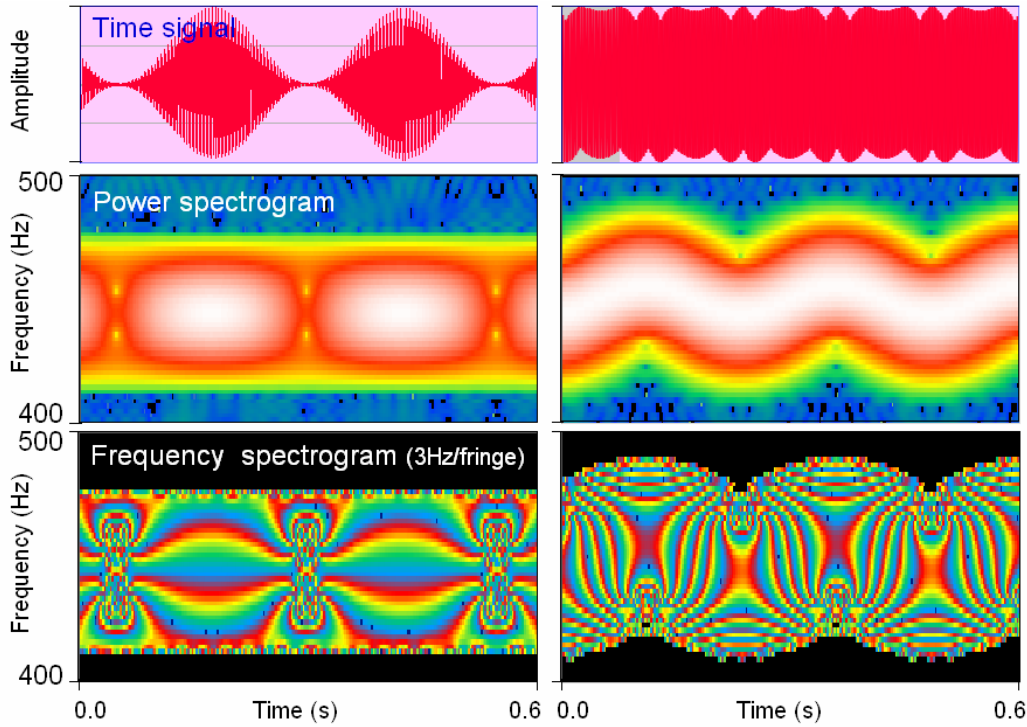 Time signal
Amplitude
500
Power spectrogram
Frequency (Hz)
400
500
Frequency spectrogram (3Hz/fringe)
Frequency (Hz)
400
0.0 Time (s) 0.6
0.0 Time (s) 0.6